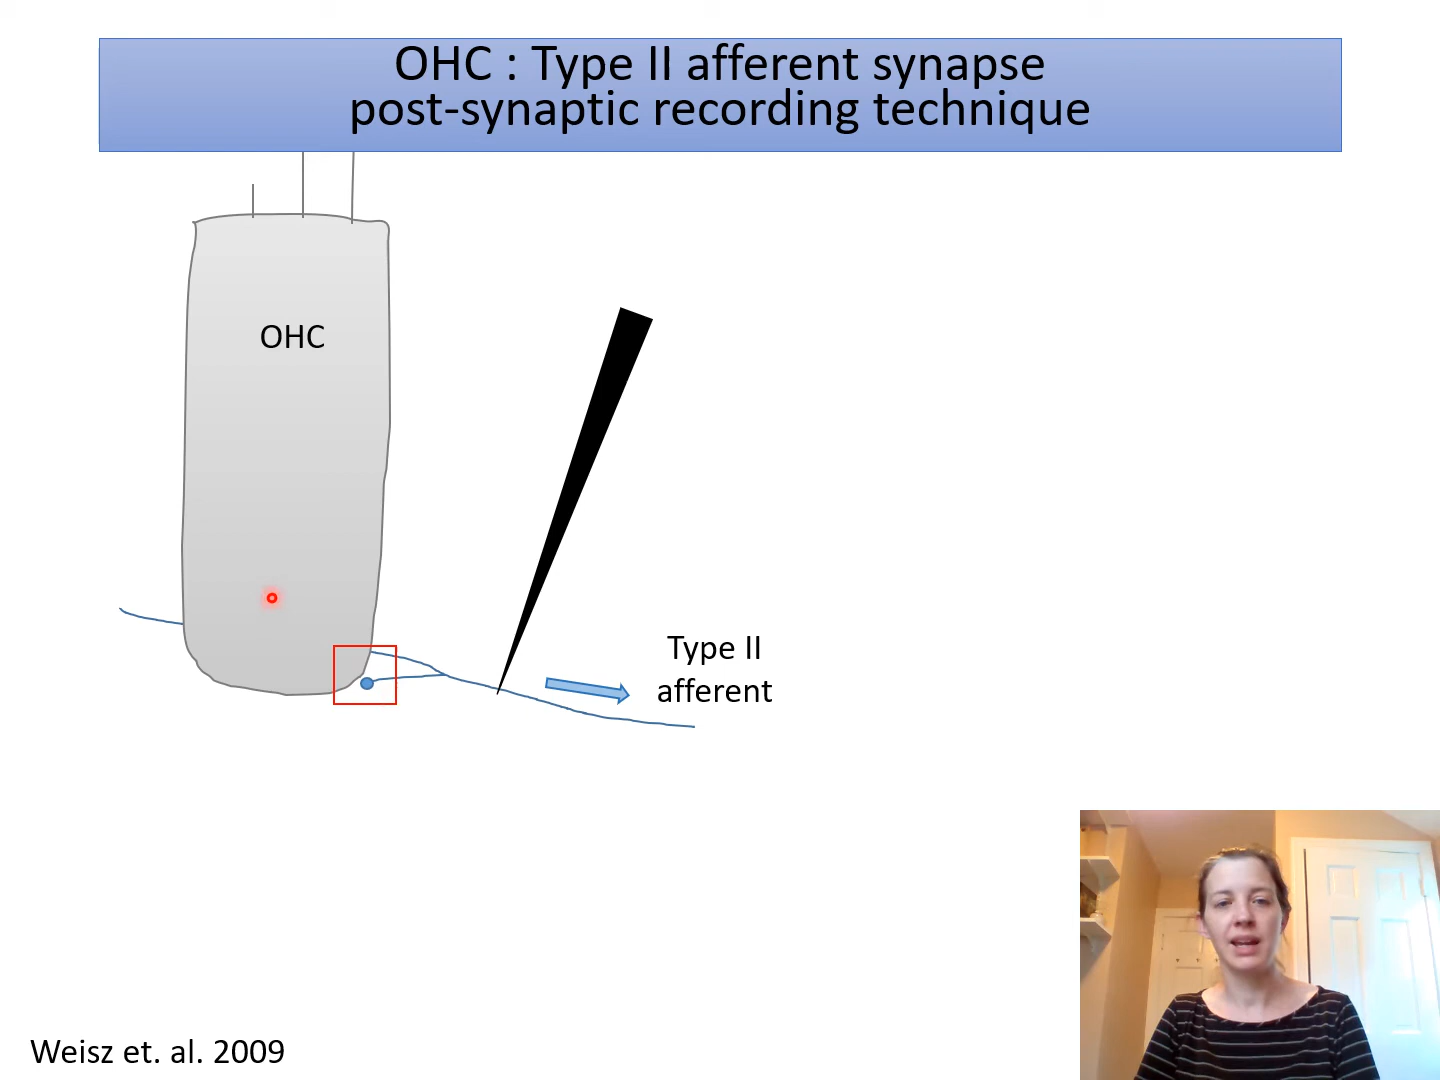 OHC : Type II afferent synapse
post-synaptic recording technique
OHC
Type II
afferent
Weisz et. al. 2009